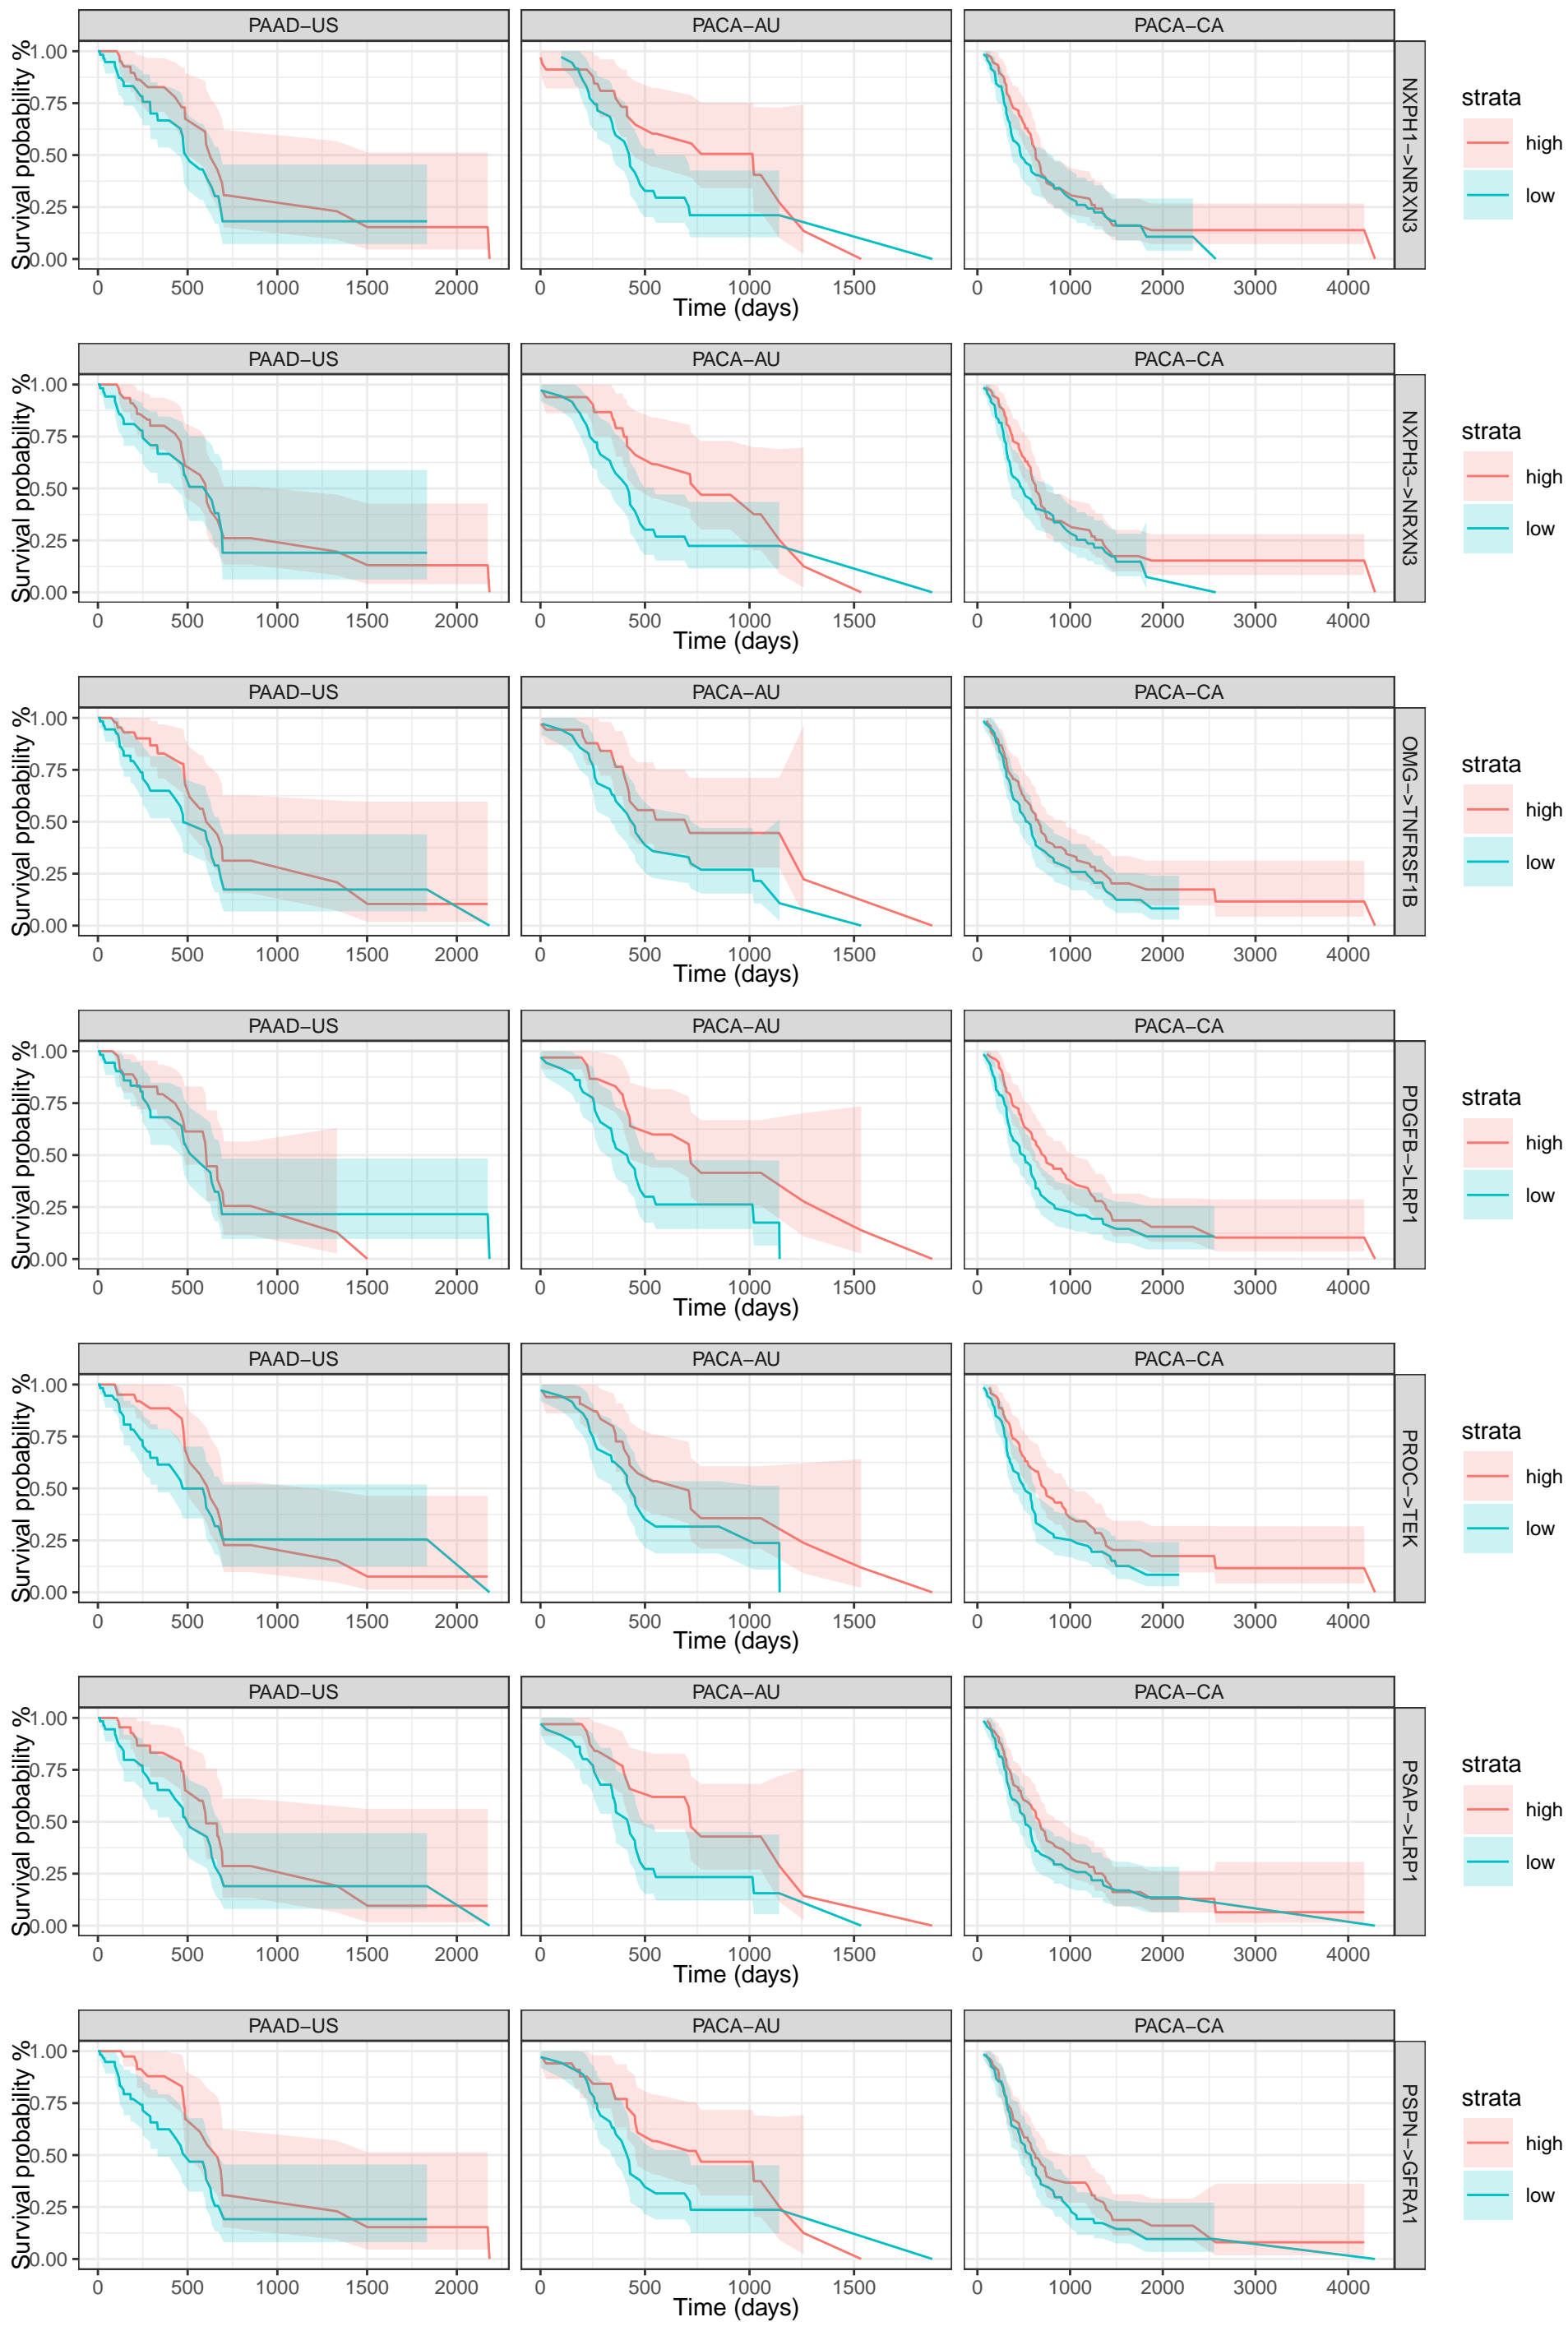 PAAD−US PACA−AU PACA−CA
Survival probability %
1.00
0.75
0.50
0.25
0.00
NXPH1−>NRXN3
strata
high
low
0 500 1000 1500 2000 0 500 1000 1500 0 1000 2000 3000 4000
Time (days)
PAAD−US PACA−AU PACA−CA
Survival probability %
1.00
0.75
0.50
0.25
0.00
NXPH3−>NRXN3
strata
high
low
0 500 1000 1500 2000 0 500 1000 1500 0 1000 2000 3000 4000
Time (days)
PAAD−US PACA−AU PACA−CA
Survival probability %
1.00
0.75
0.50
0.25
0.00
OMG−>TNFRSF1B
strata
high
low
0 500 1000 1500 2000 0 500 1000 1500 0 1000 2000 3000 4000
Time (days)
PAAD−US PACA−AU PACA−CA
Survival probability %
1.00
0.75
0.50
0.25
0.00
PDGFB−>LRP1
strata
high
low
0 500 1000 1500 2000 0 500 1000 1500 0 1000 2000 3000 4000
Time (days)
PAAD−US PACA−AU PACA−CA
Survival probability %
1.00
0.75
0.50
0.25
0.00
PROC−>TEK
strata
high
low
0 500 1000 1500 2000 0 500 1000 1500 0 1000 2000 3000 4000
Time (days)
PAAD−US PACA−AU PACA−CA
Survival probability %
1.00
0.75
0.50
0.25
0.00
PSAP−>LRP1
strata
high
low
0 500 1000 1500 2000 0 500 1000 1500 0 1000 2000 3000 4000
Time (days)
PAAD−US PACA−AU PACA−CA
Survival probability %
1.00
0.75
0.50
0.25
0.00
PSPN−>GFRA1
strata
high
low
0 500 1000 1500 2000 0 500 1000 1500 0 1000 2000 3000 4000
Time (days)